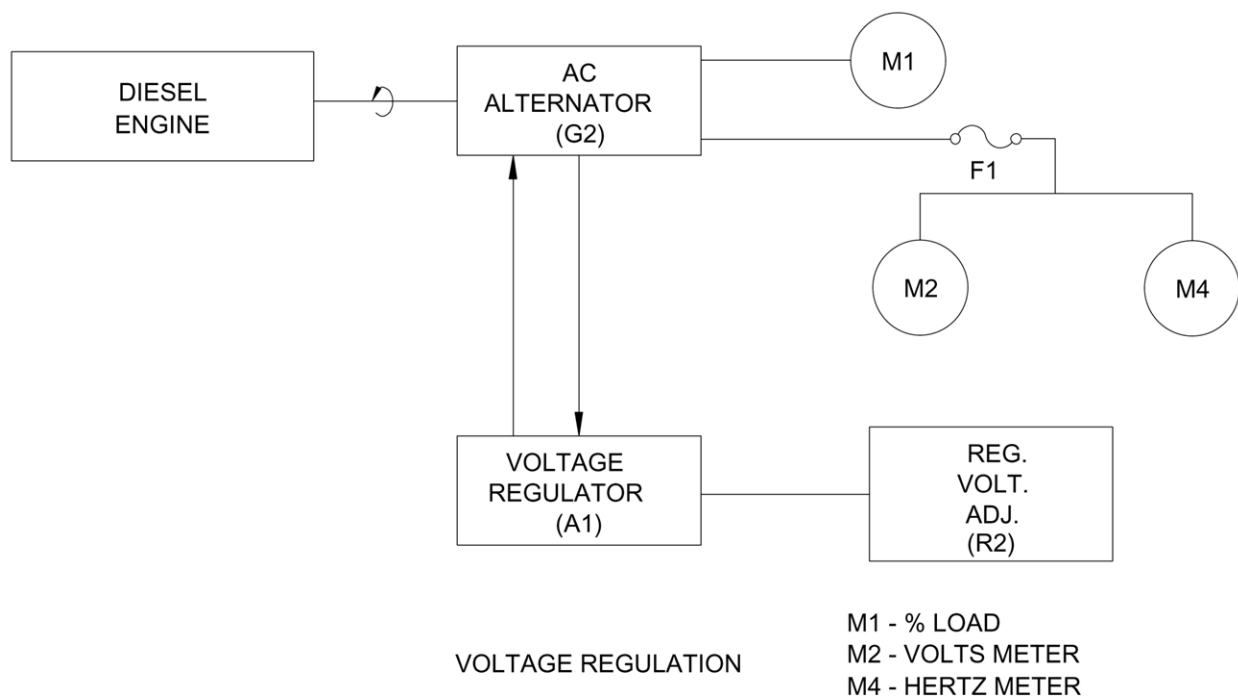 DIESEL
ENGINE
AC
ALTERNATOR
(G2)
M1
F1
M2
M4
VOLTAGE
REGULATOR
(A1)
REG.
VOLT.
ADJ.
(R2)
VOLTAGE REGULATION
M1 - % LOAD
M2 - VOLTS METER
M4 - HERTZ METER